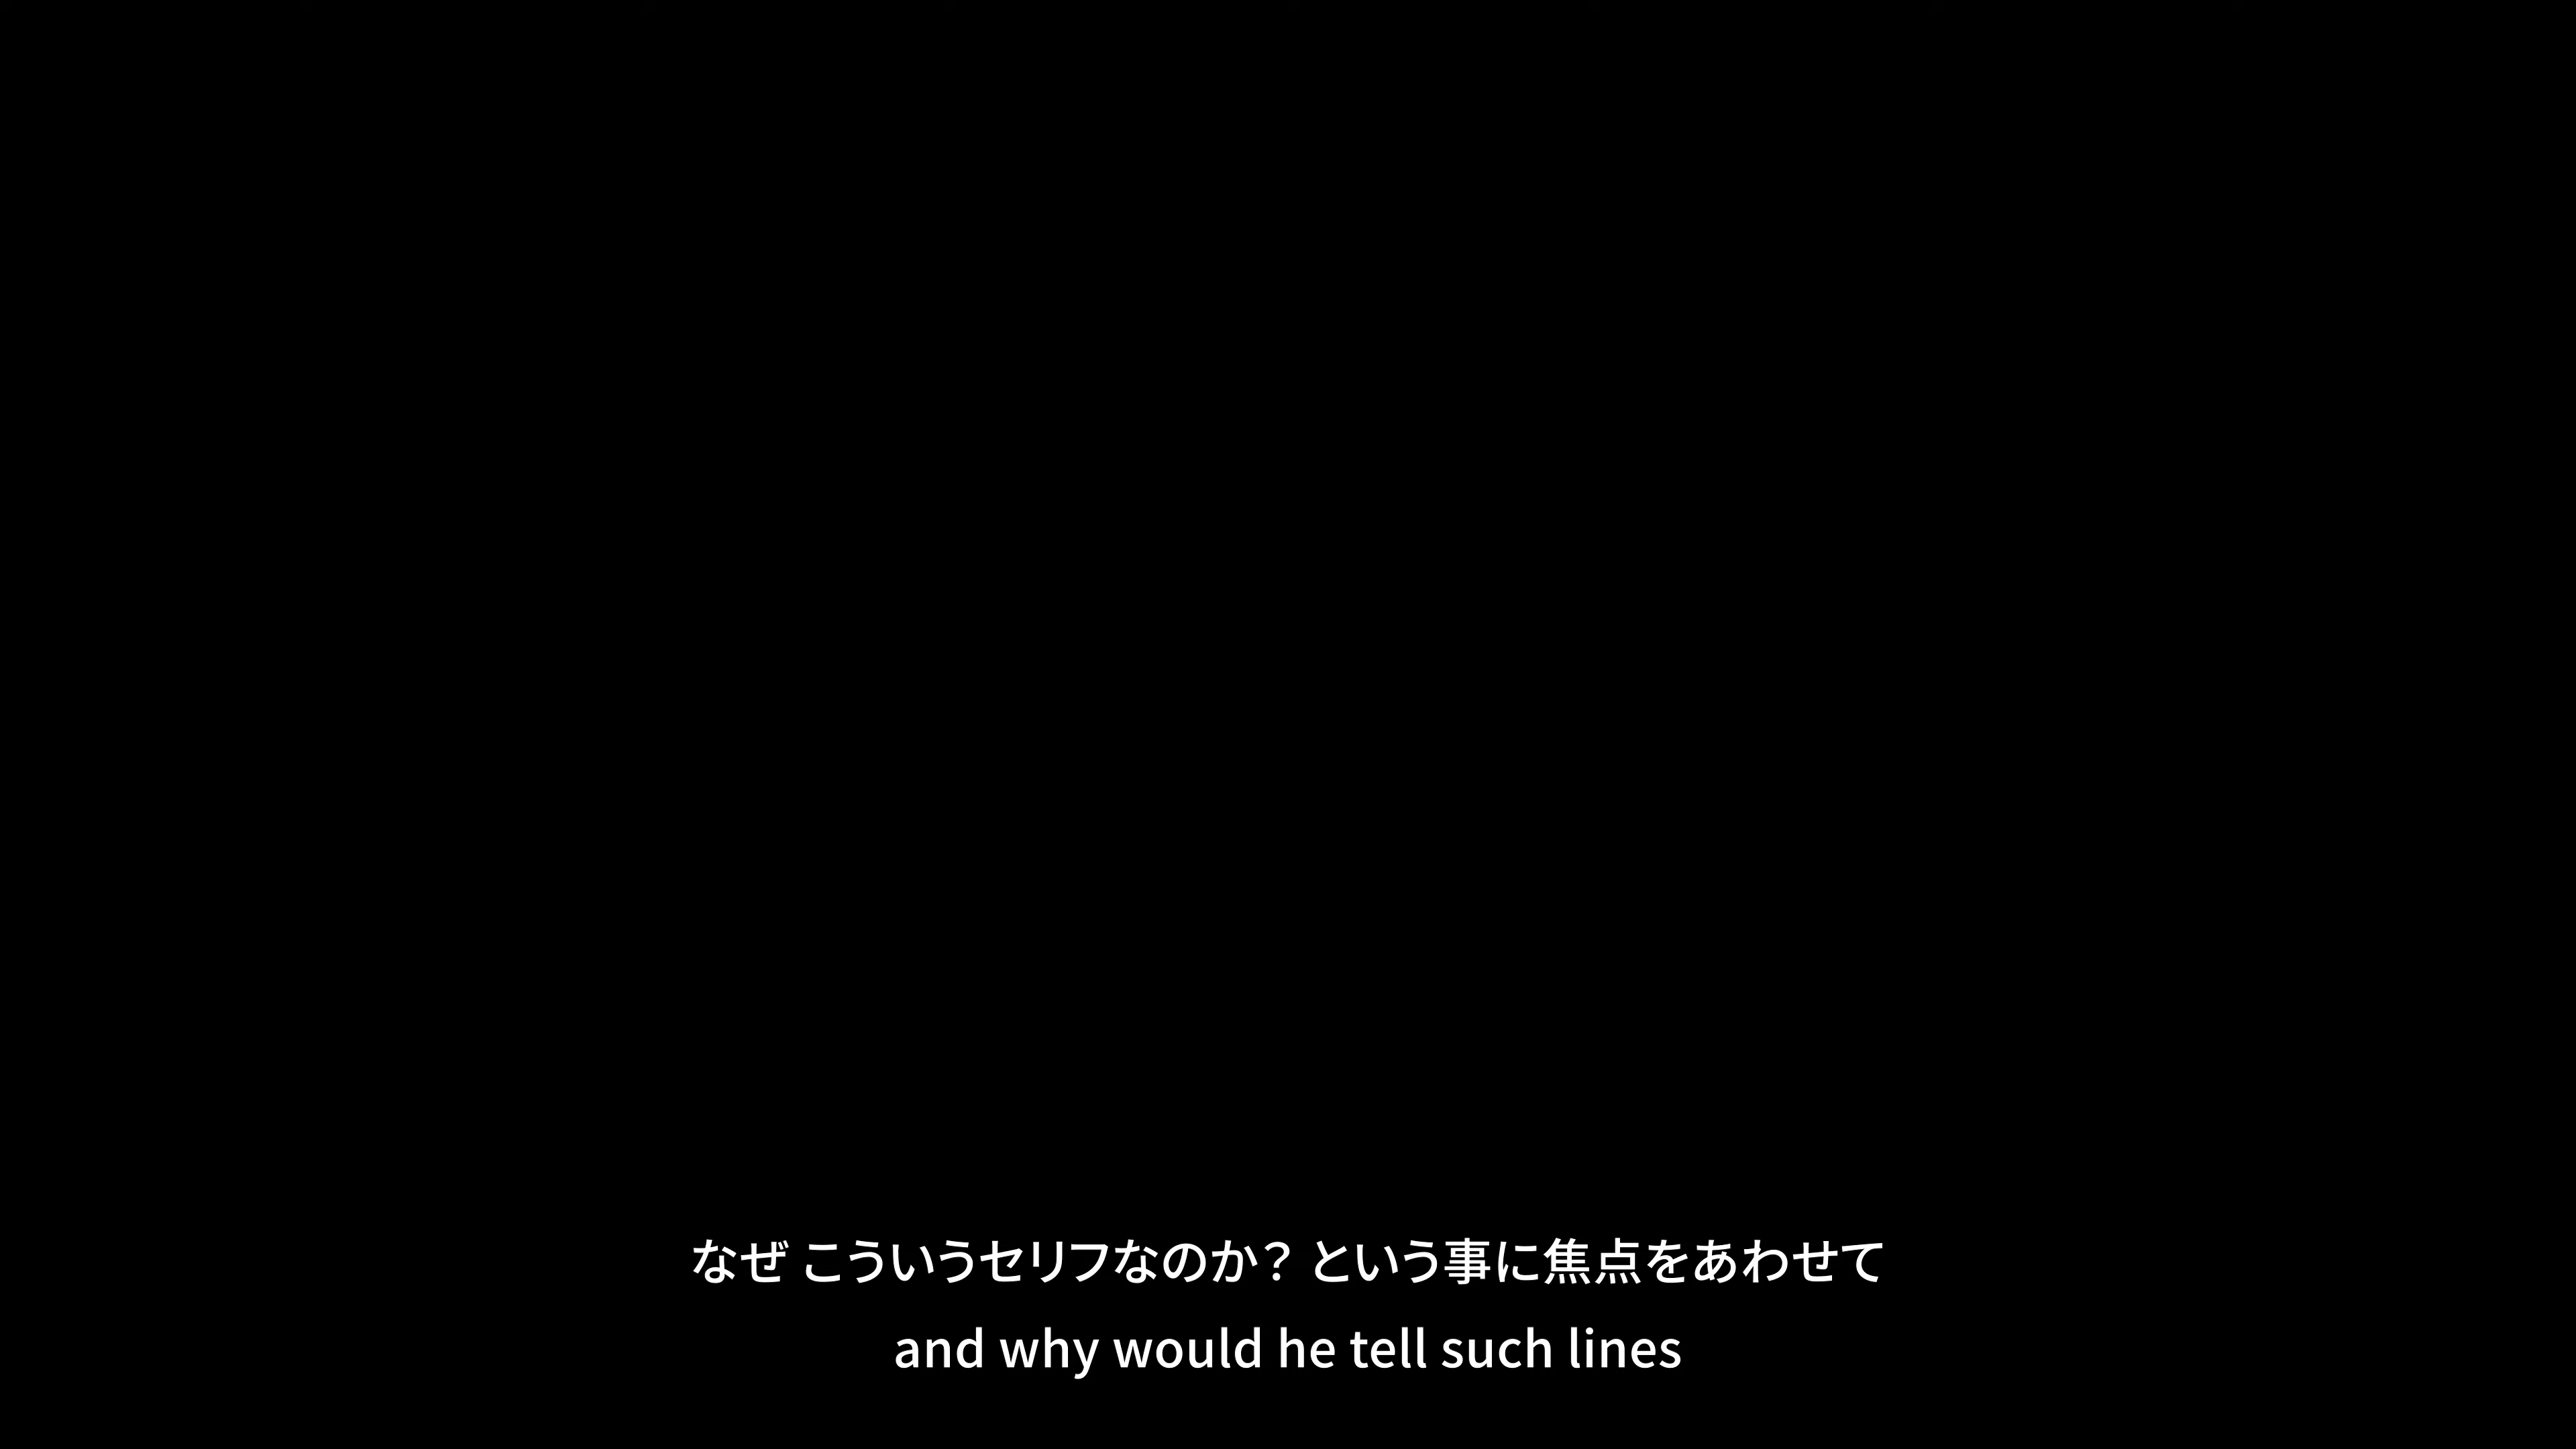 なぜ こういうセリフなのか？ という事に焦点をあわせて
and why would he tell such lines